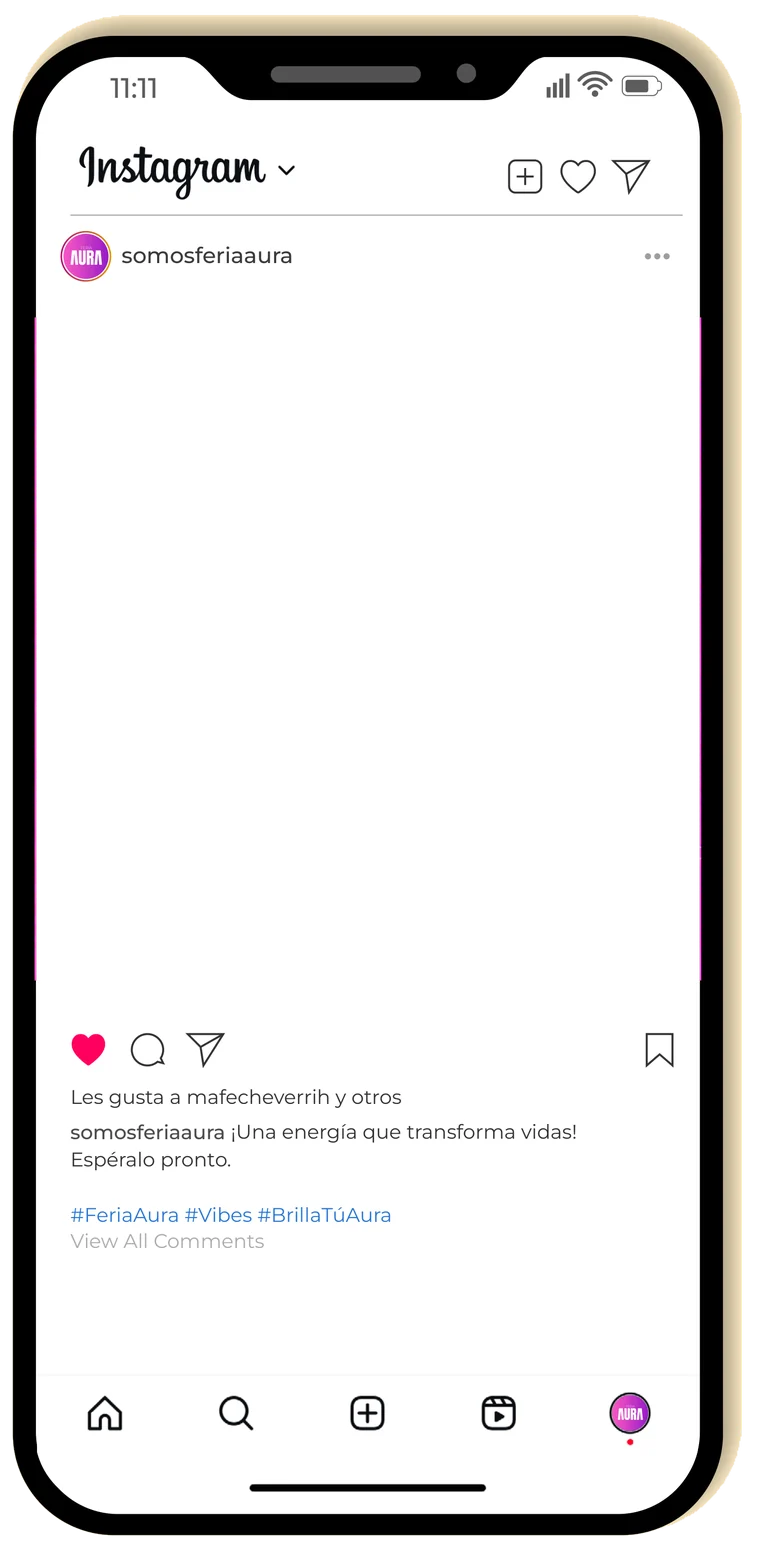 11:11
Instagram
AURA somosferiaaura
Les gusta a mafecheverrih y otros
somosferiaaura ¡Una energía que transforma vidas!
Espéralo pronto.
#FeriaAura #Vibes #BrillaTúAura
View All Comments
AURA